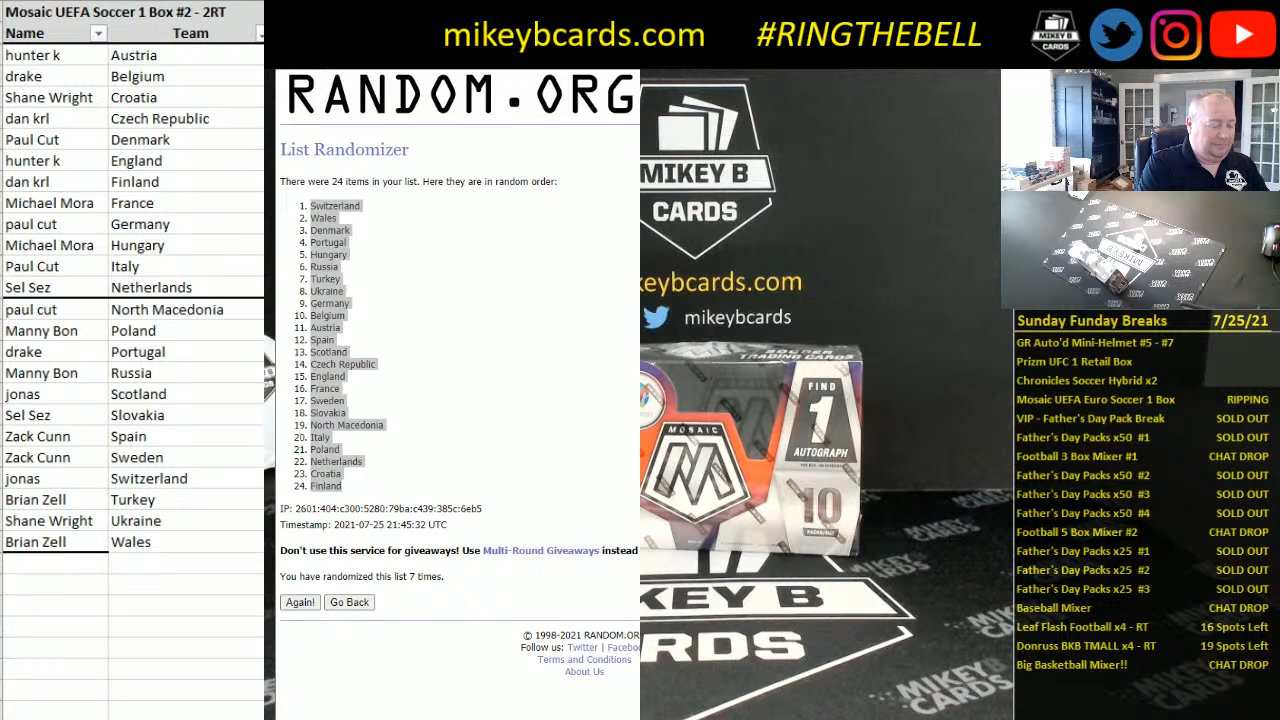 mikeybcards.com #RINGTHEBELL
MIKEY B
CARDS
Mosaic UEFA Soccer 1 Box #2 - 2RT
Name Team
hunter k Austria
drake Belgium
Shane Wright Croatia
dan krl Czech Republic
Paul Cut Denmark
hunter k England
dan krl Finland
Michael Mora France
paul cut Germany
Michael Mora Hungary
Paul Cut Italy
Sel Sez Netherlands
paul cut North Macedonia
Manny Bon Poland
drake Portugal
Manny Bon Russia
jonas Scotland
Sel Sez Slovakia
Zack Cunn Spain
Zack Cunn Sweden
jonas Switzerland
Brian Zell Turkey
Shane Wright Ukraine
Brian Zell Wales
RANDOM.ORG
List Randomizer
There were 24 items in your list. Here they are in random order:
1. Switzerland
2. Wales
3. Denmark
4. Portugal
5. Hungary
6. Russia
7. Turkey
8. Ukraine
9. Germany
10. Belgium
11. Austria
12. Spain
13. Scotland
14. Czech Republic
15. England
16. France
17. Sweden
18. Slovakia
19. North Macedonia
20. Italy
21. Poland
22. Netherlands
23. Croatia
24. Finland
IP: 2601:404:c300:5280:79ba:c439:385c:6eb5
Timestamp: 2021-07-25 21:45:32 UTC
Don't use this service for giveaways! Use Multi-Round Giveaways instead
You have randomized this list 7 times.
Again! Go Back
© 1998-2021 RANDOM.OR
Follow us: Twitter | Facebo
Terms and Conditions
About Us
MIKEY B
CARDS
eybcards.com
mikeybcards
SOCCER
TRADING CARDS
FIND
1
AUTOGRAPH
MOSAIC
10
KEY B
RDS
MIKEY B
CARDS
Sunday Funday Breaks 7/25/21
GR Auto'd Mini-Helmet #5 - #7
Prizm UFC 1 Retail Box
Chronicles Soccer Hybrid x2
Mosaic UEFA Euro Soccer 1 Box RIPPING
VIP - Father's Day Pack Break SOLD OUT
Father's Day Packs x50 #1 SOLD OUT
Football 3 Box Mixer #1 CHAT DROP
Father's Day Packs x50 #2 SOLD OUT
Father's Day Packs x50 #3 SOLD OUT
Father's Day Packs x50 #4 SOLD OUT
Football 5 Box Mixer #2 CHAT DROP
Father's Day Packs x25 #1 SOLD OUT
Father's Day Packs x25 #2 SOLD OUT
Father's Day Packs x25 #3 SOLD OUT
Baseball Mixer CHAT DROP
Leaf Flash Football x4 - RT 16 Spots Left
Donruss BKB TMALL x4 - RT 19 Spots Left
Big Basketball Mixer!! CHAT DROP